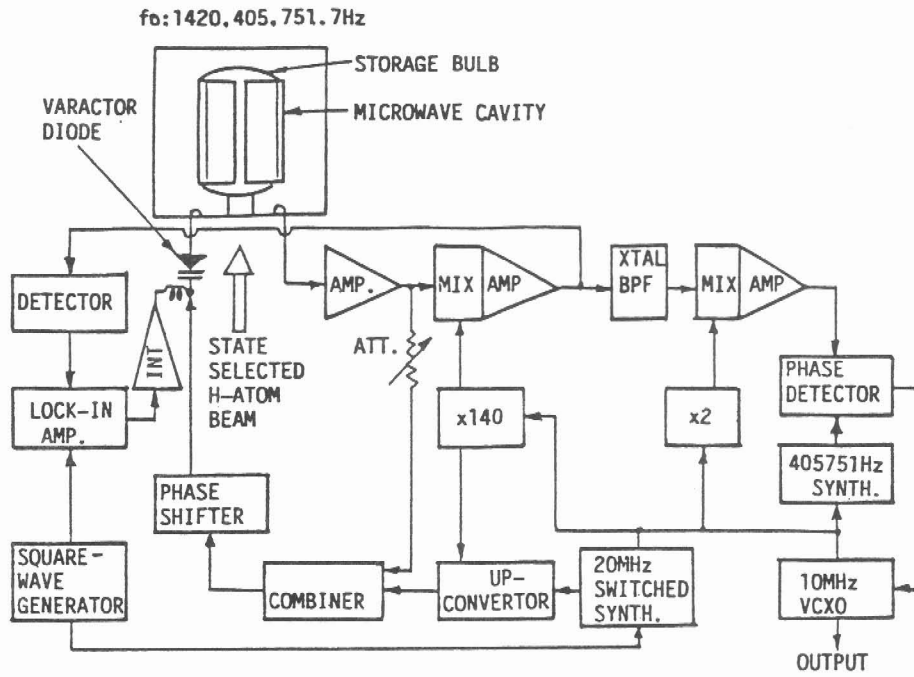 fo:1420,405,751.7Hz
STORAGE BULB
MICROWAVE CAVITY
VARACTOR
DIODE
DETECTOR
INT
LOCK-IN
AMP.
STATE
SELECTED
H-ATOM
BEAM
AMP.
MIX
AMP
XTAL
BPF
MIX
AMP
ATT.
x140
x2
PHASE
DETECTOR
405751Hz
SYNTH.
PHASE
SHIFTER
SQUARE-
WAVE
GENERATOR
COMBINER
UP-
CONVERTOR
20MHz
SWITCHED
SYNTH.
10MHz
VCXO
OUTPUT